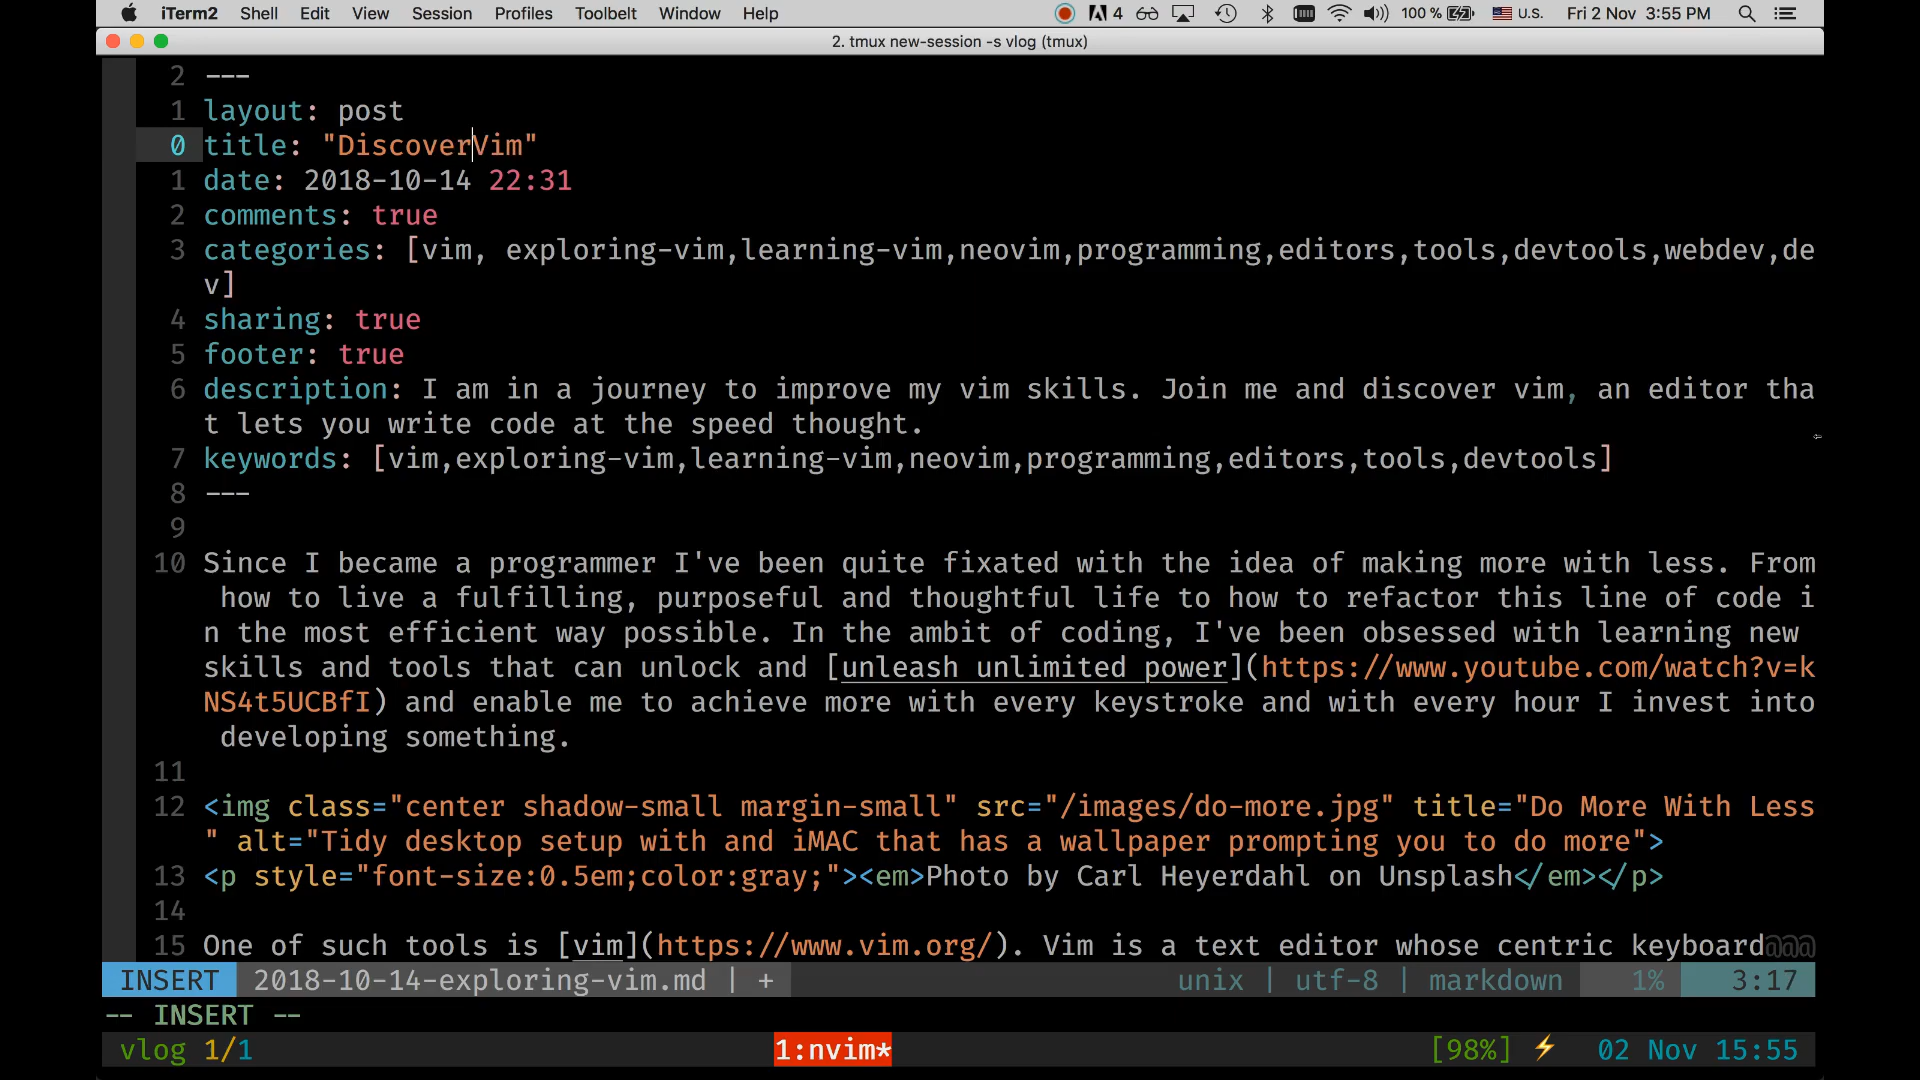 iTerm2 Shell Edit View Session Profiles Toolbelt Window Help 4 100 % U.S. Fri 2 Nov 3:55 PM
2. tmux new-session -s vlog (tmux)
2 ---
1 layout: post
0 title: "DiscoverVim"
1 date: 2018-10-14 22:31
2 comments: true
3 categories: [vim, exploring-vim,learning-vim,neovim,programming,editors,tools,devtools,webdev,de
v]
4 sharing: true
5 footer: true
6 description: I am in a journey to improve my vim skills. Join me and discover vim, an editor tha
t lets you write code at the speed thought.
7 keywords: [vim,exploring-vim,learning-vim,neovim,programming,editors,tools,devtools]
8 ---
9
10 Since I became a programmer I've been quite fixated with the idea of making more with less. From
how to live a fulfilling, purposeful and thoughtful life to how to refactor this line of code i
n the most efficient way possible. In the ambit of coding, I've been obsessed with learning new
skills and tools that can unlock and [unleash unlimited power](https://www.youtube.com/watch?v=k
NS4t5UCBfI) and enable me to achieve more with every keystroke and with every hour I invest into
developing something.
11
12 <img class="center shadow-small margin-small" src="/images/do-more.jpg" title="Do More With Less
" alt="Tidy desktop setup with and iMAC that has a wallpaper prompting you to do more">
13 <p style="font-size:0.5em;color:gray;"><em>Photo by Carl Heyerdahl on Unsplash</em></p>
14
15 One of such tools is [vim](https://www.vim.org/). Vim is a text editor whose centric keyboard@@@
INSERT 2018-10-14-exploring-vim.md | + unix | utf-8 | markdown 1% 3:17
-- INSERT --
vlog 1/1 1:nvim* [98%] ⚡ 02 Nov 15:55